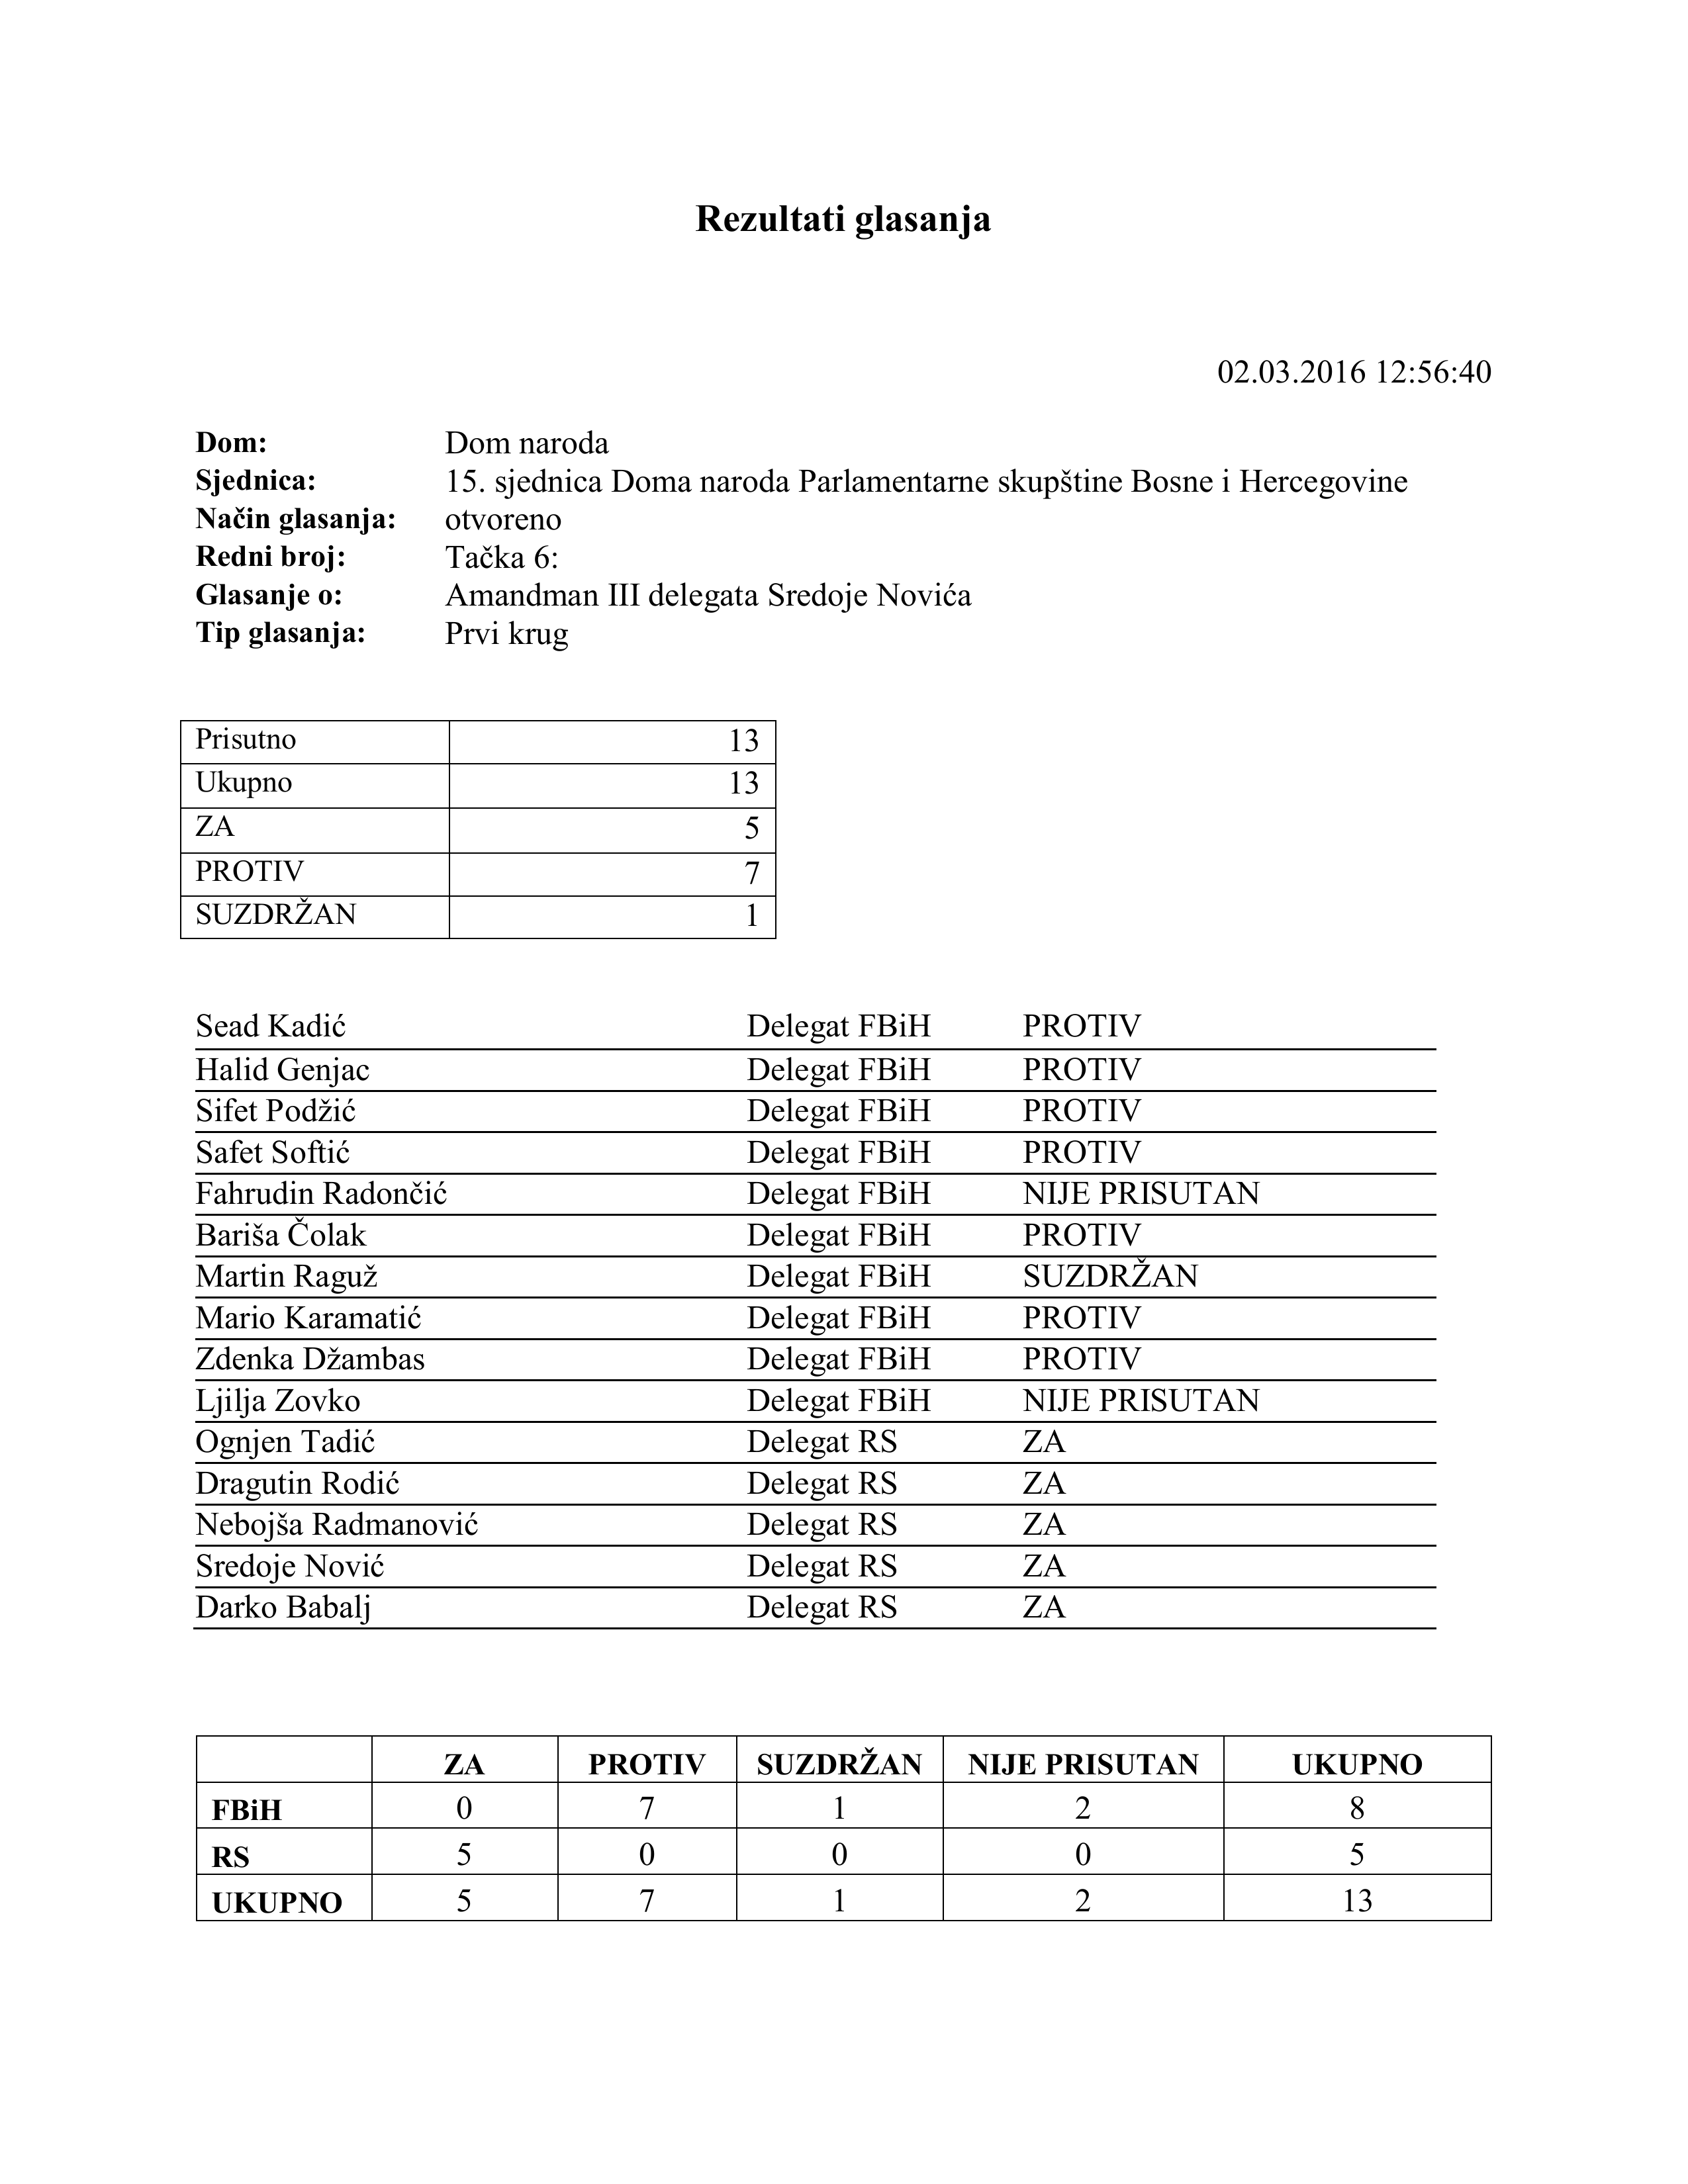 Rezultati glasanja
02.03.2016 12:56:40
Dom: Dom naroda
Sjednica: 15. sjednica Doma naroda Parlamentarne skupštine Bosne i Hercegovine
Način glasanja: otvoreno
Redni broj: Tačka 6:
Glasanje o: Amandman III delegata Sredoje Novića
Tip glasanja: Prvi krug
Prisutno 13
Ukupno 13
ZA 5
PROTIV 7
SUZDRŽAN 1
Sead Kadić Delegat FBiH PROTIV
Halid Genjac Delegat FBiH PROTIV
Sifet Podžić Delegat FBiH PROTIV
Safet Softić Delegat FBiH PROTIV
Fahrudin Radončić Delegat FBiH NIJE PRISUTAN
Bariša Čolak Delegat FBiH PROTIV
Martin Raguž Delegat FBiH SUZDRŽAN
Mario Karamatić Delegat FBiH PROTIV
Zdenka Džambas Delegat FBiH PROTIV
Ljilja Zovko Delegat FBiH NIJE PRISUTAN
Ognjen Tadić Delegat RS ZA
Dragutin Rodić Delegat RS ZA
Nebojša Radmanović Delegat RS ZA
Sredoje Nović Delegat RS ZA
Darko Babalj Delegat RS ZA
ZA PROTIV SUZDRŽAN NIJE PRISUTAN UKUPNO
FBiH 0 7 1 2 8
RS 5 0 0 0 5
UKUPNO 5 7 1 2 13